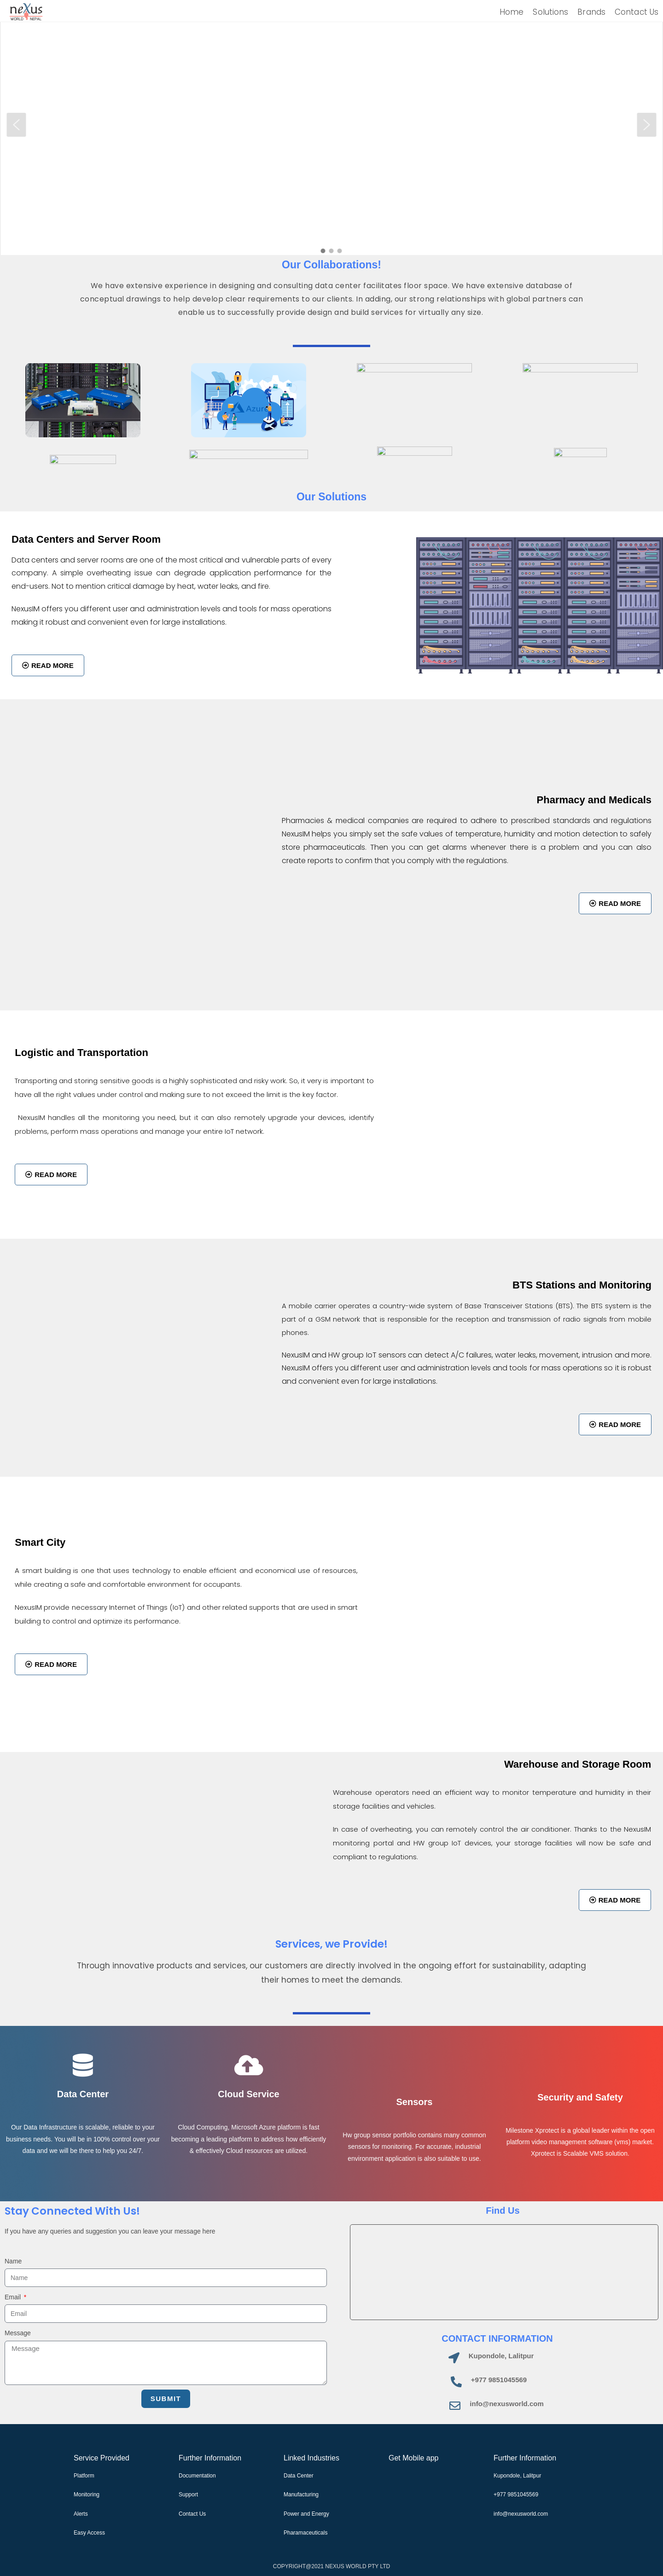 neXus
WORLD NEPAL
Home Solutions Brands Contact Us
Our Collaborations!
We have extensive experience in designing and consulting data center facilitates floor space. We have extensive database of
conceptual drawings to help develop clear requirements to our clients. In adding, our strong relationships with global partners can
enable us to successfully provide design and build services for virtually any size.
Azure
Our Solutions
Data Centers and Server Room
Data centers and server rooms are one of the most critical and vulnerable parts of every
company. A simple overheating issue can degrade application performance for the
end-users. Not to mention critical damage by heat, water leaks, and fire.
NexusIM offers you different user and administration levels and tools for mass operations
making it robust and convenient even for large installations.
READ MORE
Pharmacy and Medicals
Pharmacies & medical companies are required to adhere to prescribed standards and regulations
NexusIM helps you simply set the safe values of temperature, humidity and motion detection to safely
store pharmaceuticals. Then you can get alarms whenever there is a problem and you can also
create reports to confirm that you comply with the regulations.
READ MORE
Logistic and Transportation
Transporting and storing sensitive goods is a highly sophisticated and risky work. So, it very is important to
have all the right values under control and making sure to not exceed the limit is the key factor.
NexusIM handles all the monitoring you need, but it can also remotely upgrade your devices, identify
problems, perform mass operations and manage your entire IoT network.
READ MORE
BTS Stations and Monitoring
A mobile carrier operates a country-wide system of Base Transceiver Stations (BTS). The BTS system is the
part of a GSM network that is responsible for the reception and transmission of radio signals from mobile
phones.
NexusIM and HW group IoT sensors can detect A/C failures, water leaks, movement, intrusion and more.
NexusIM offers you different user and administration levels and tools for mass operations so it is robust
and convenient even for large installations.
READ MORE
Smart City
A smart building is one that uses technology to enable efficient and economical use of resources,
while creating a safe and comfortable environment for occupants.
NexusIM provide necessary Internet of Things (IoT) and other related supports that are used in smart
building to control and optimize its performance.
READ MORE
Warehouse and Storage Room
Warehouse operators need an efficient way to monitor temperature and humidity in their
storage facilities and vehicles.
In case of overheating, you can remotely control the air conditioner. Thanks to the NexusIM
monitoring portal and HW group IoT devices, your storage facilities will now be safe and
compliant to regulations.
READ MORE
Services, we Provide!
Through innovative products and services, our customers are directly involved in the ongoing effort for sustainability, adapting
their homes to meet the demands.
Data Center
Our Data Infrastructure is scalable, reliable to your
business needs. You will be in 100% control over your
data and we will be there to help you 24/7.
Cloud Service
Cloud Computing, Microsoft Azure platform is fast
becoming a leading platform to address how efficiently
& effectively Cloud resources are utilized.
Sensors
Hw group sensor portfolio contains many common
sensors for monitoring. For accurate, industrial
environment application is also suitable to use.
Security and Safety
Milestone Xprotect is a global leader within the open
platform video management software (vms) market.
Xprotect is Scalable VMS solution.
Stay Connected With Us!
If you have any queries and suggestion you can leave your message here
Name
Name
Email *
Email
Message
Message
SUBMIT
Find Us
CONTACT INFORMATION
Kupondole, Lalitpur
+977 9851045569
info@nexusworld.com
Service Provided
Platform
Monitoring
Alerts
Easy Access
Further Information
Documentation
Support
Contact Us
Linked Industries
Data Center
Manufacturing
Power and Energy
Pharamaceuticals
Get Mobile app
Further Information
Kupondole, Lalitpur
+977 9851045569
info@nexusworld.com
COPYRIGHT@2021 NEXUS WORLD PTY LTD